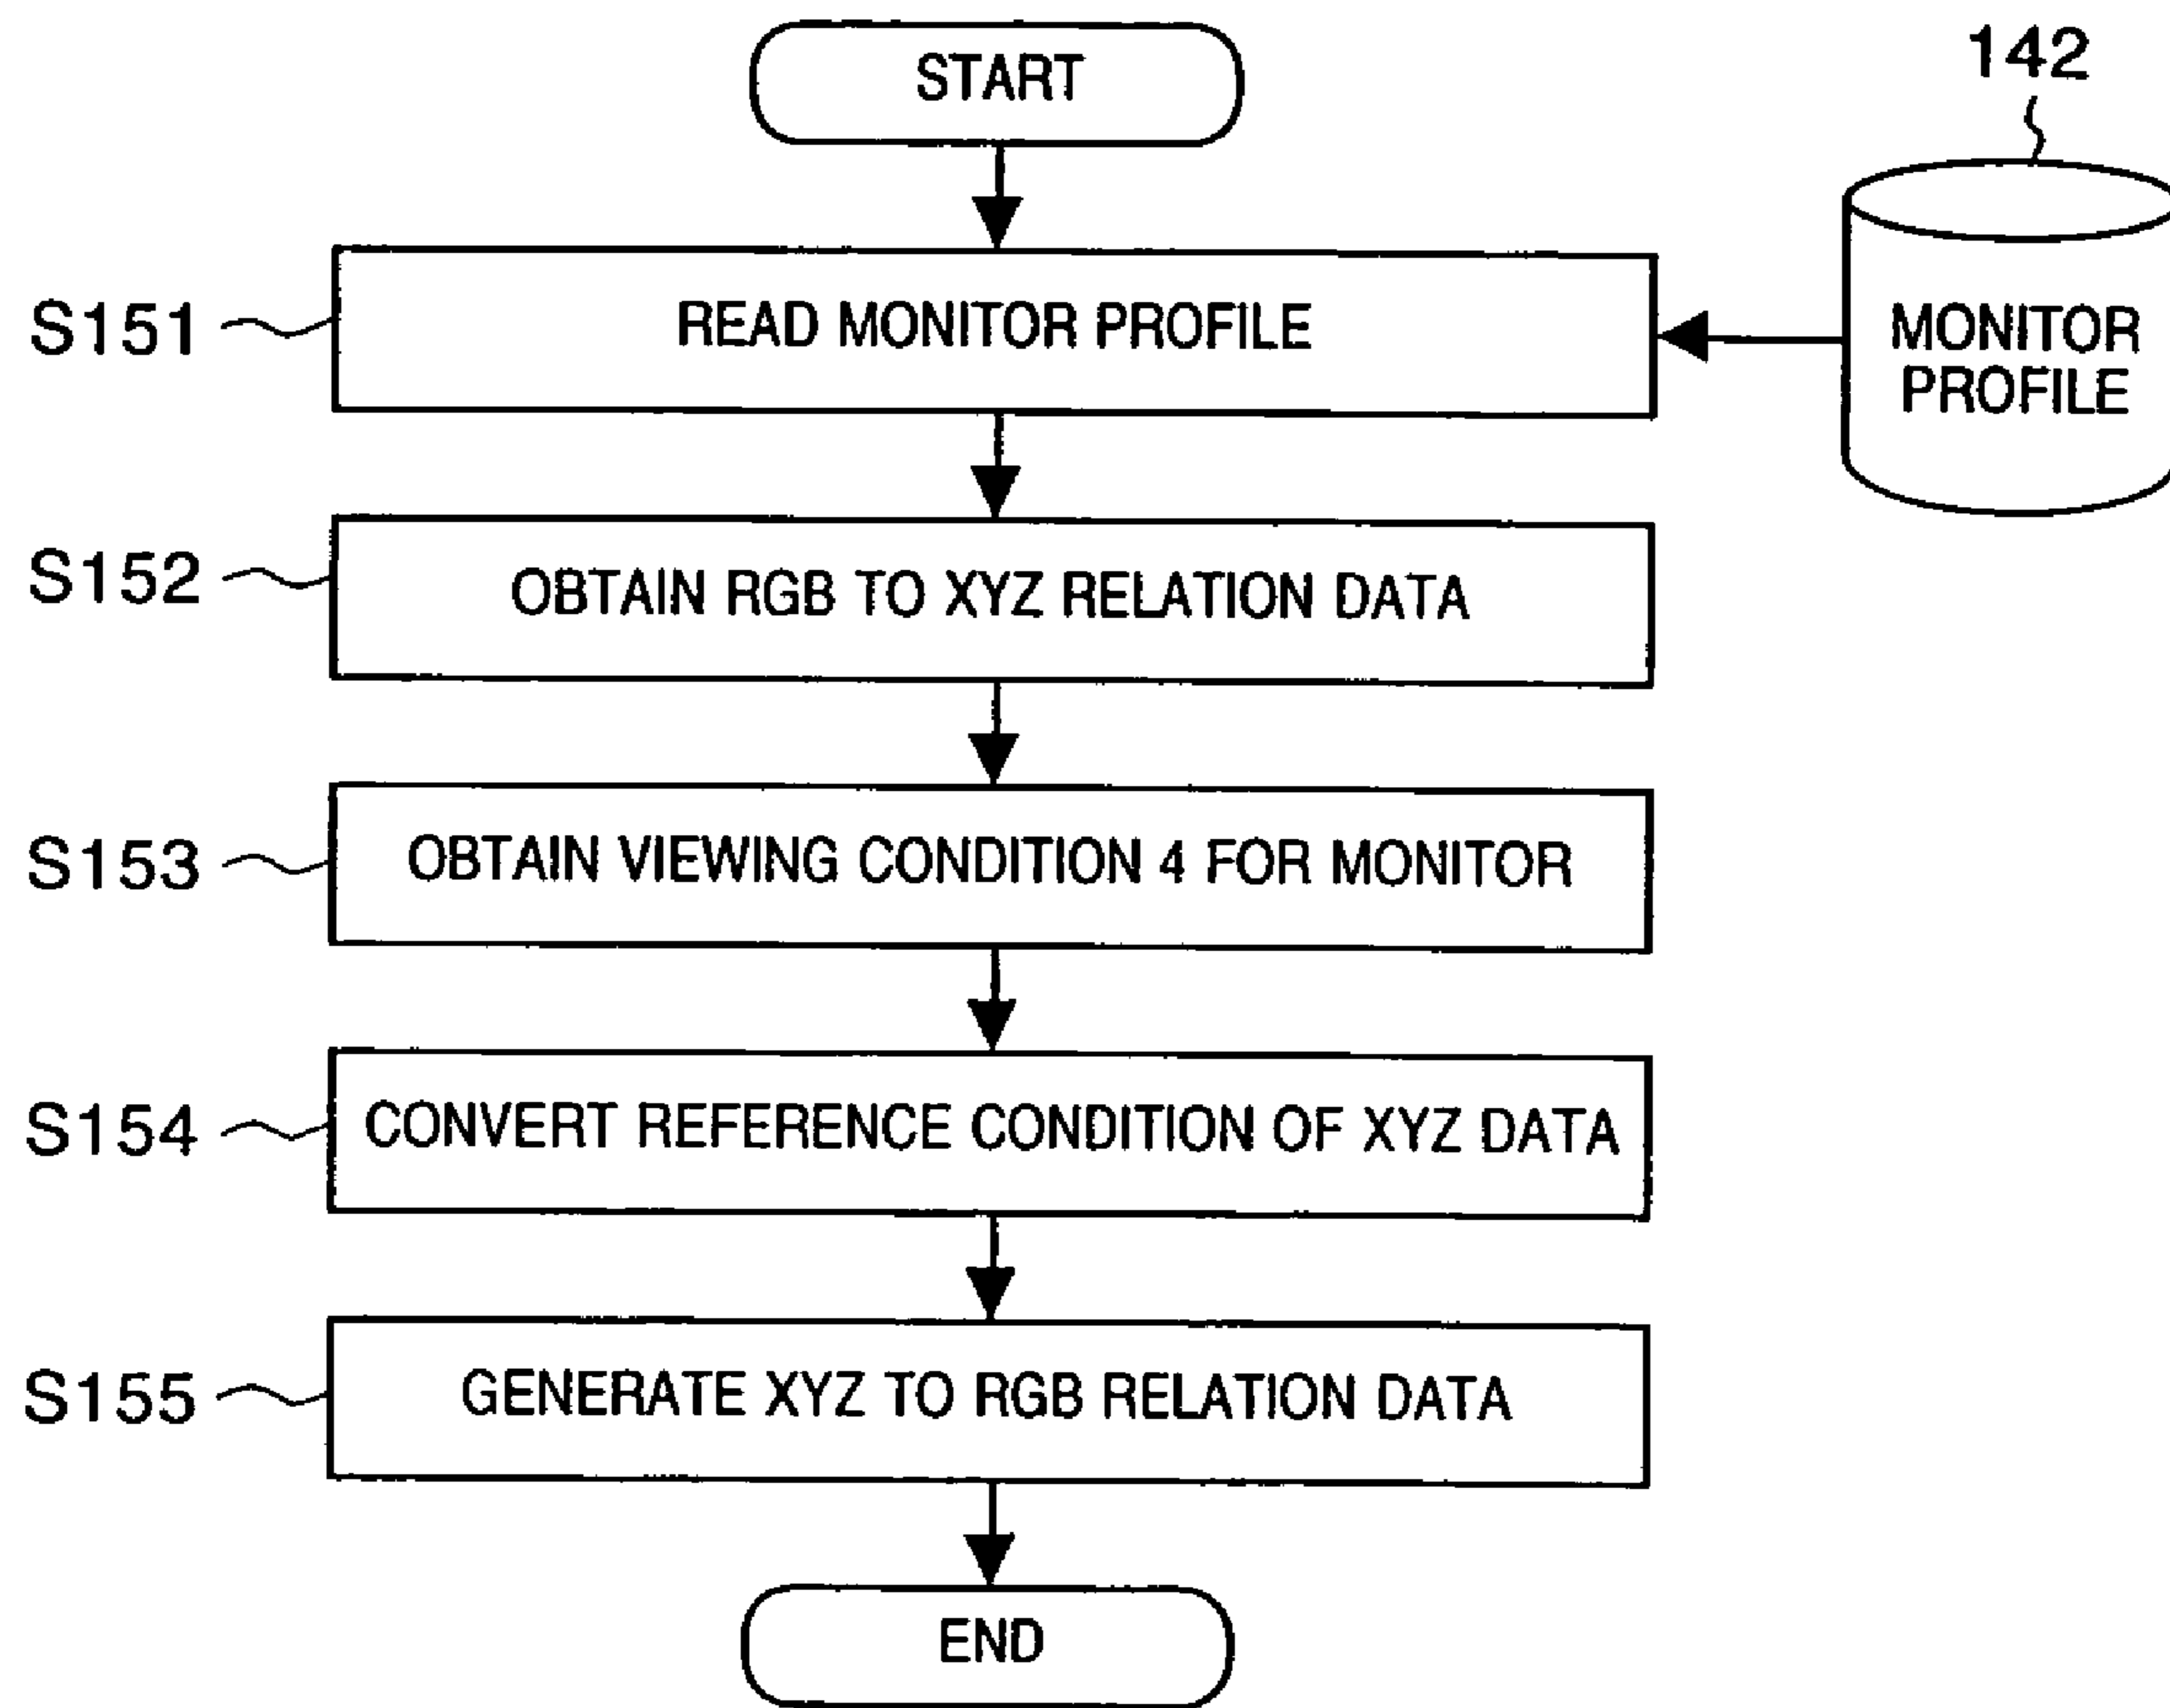 START
142
S151
READ MONITOR PROFILE
MONITOR
PROFILE
S152
OBTAIN RGB TO XYZ RELATION DATA
S153
OBTAIN VIEWING CONDITION 4 FOR MONITOR
S154
CONVERT REFERENCE CONDITION OF XYZ DATA
S155
GENERATE XYZ TO RGB RELATION DATA
END